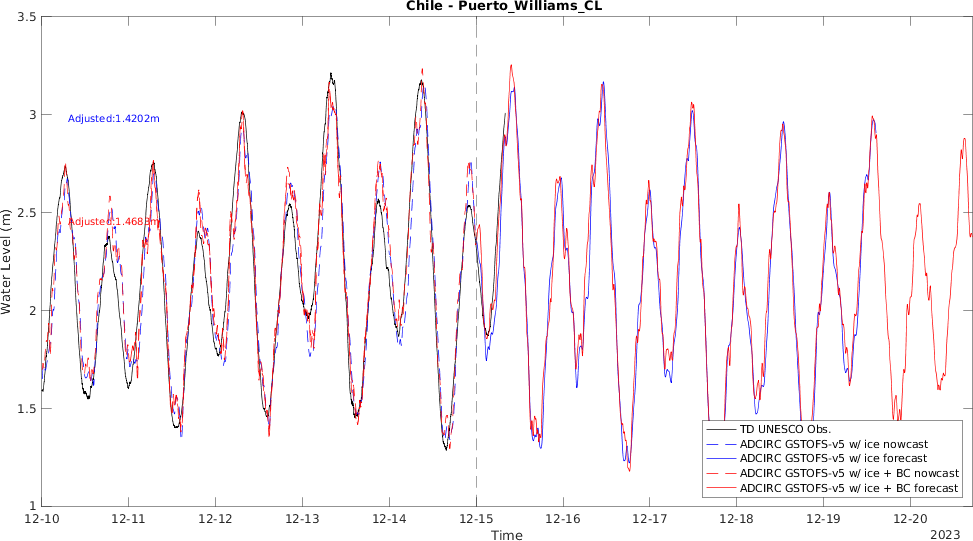 Chile - Puerto_Williams_CL
3.5
3
2.5
2
1.5
1
Water Level (m)
Adjusted:1.4202m
Adjusted:1.4683m
TD UNESCO Obs.
ADCIRC GSTOFS-v5 w/ ice nowcast
ADCIRC GSTOFS-v5 w/ ice forecast
ADCIRC GSTOFS-v5 w/ ice + BC nowcast
ADCIRC GSTOFS-v5 w/ ice + BC forecast
12-10 12-11 12-12 12-13 12-14 12-15 12-16 12-17 12-18 12-19 12-20
Time
2023